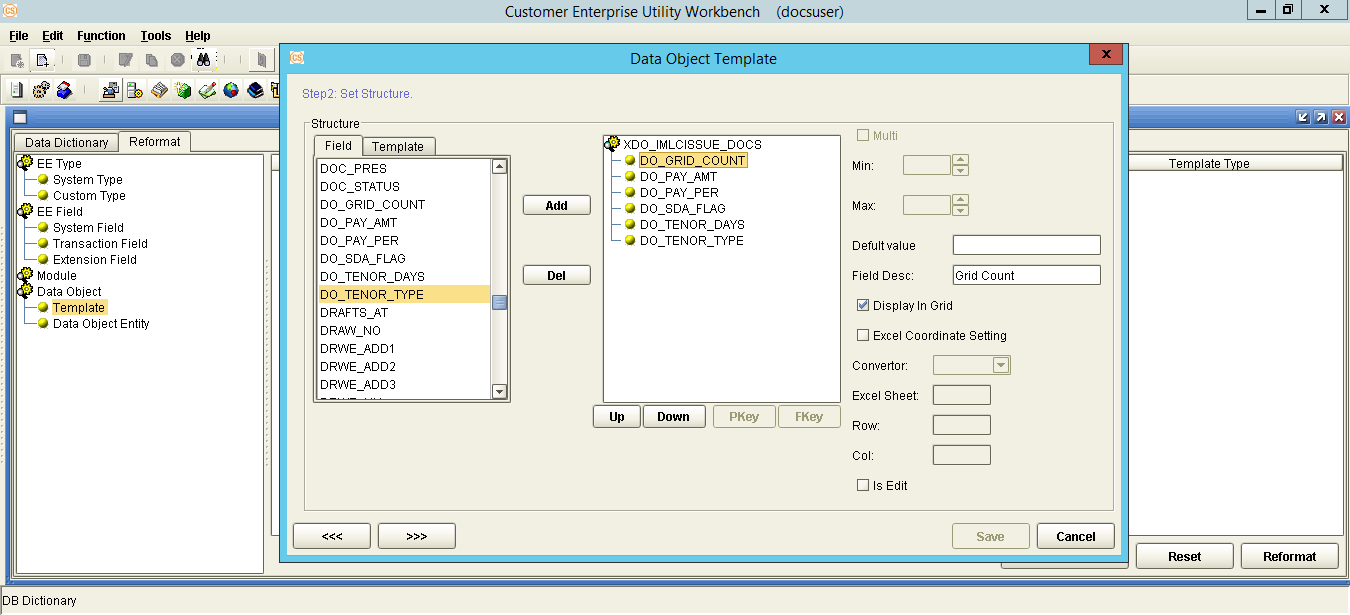 Customer Enterprise Utility Workbench (docsuser)
File Edit Function Tools Help
Data Object Template
Step2: Set Structure.
Data Dictionary
Reformat
EE Type
System Type
Custom Type
EE Field
System Field
Transaction Field
Extension Field
Module
Data Object
Template
Data Object Entity
Structure
Field
Template
DOC_PRES
DOC_STATUS
DO_GRID_COUNT
DO_PAY_AMT
DO_PAY_PER
DO_SDA_FLAG
DO_TENOR_DAYS
DO_TENOR_TYPE
DRAFTS_AT
DRAW_NO
DRWE_ADD1
DRWE_ADD2
DRWE_ADD3
Add
Del
XDO_IMLCISSUE_DOCS
DO_GRID_COUNT
DO_PAY_AMT
DO_PAY_PER
DO_SDA_FLAG
DO_TENOR_DAYS
DO_TENOR_TYPE
Up
Down
PKey
FKey
Multi
Min:
Max:
Defult value
Field Desc: Grid Count
Display In Grid
Excel Coordinate Setting
Convertor:
Excel Sheet:
Row:
Col:
Is Edit
<<<
>>>
Save
Cancel
Template Type
Reset
Reformat
DB Dictionary